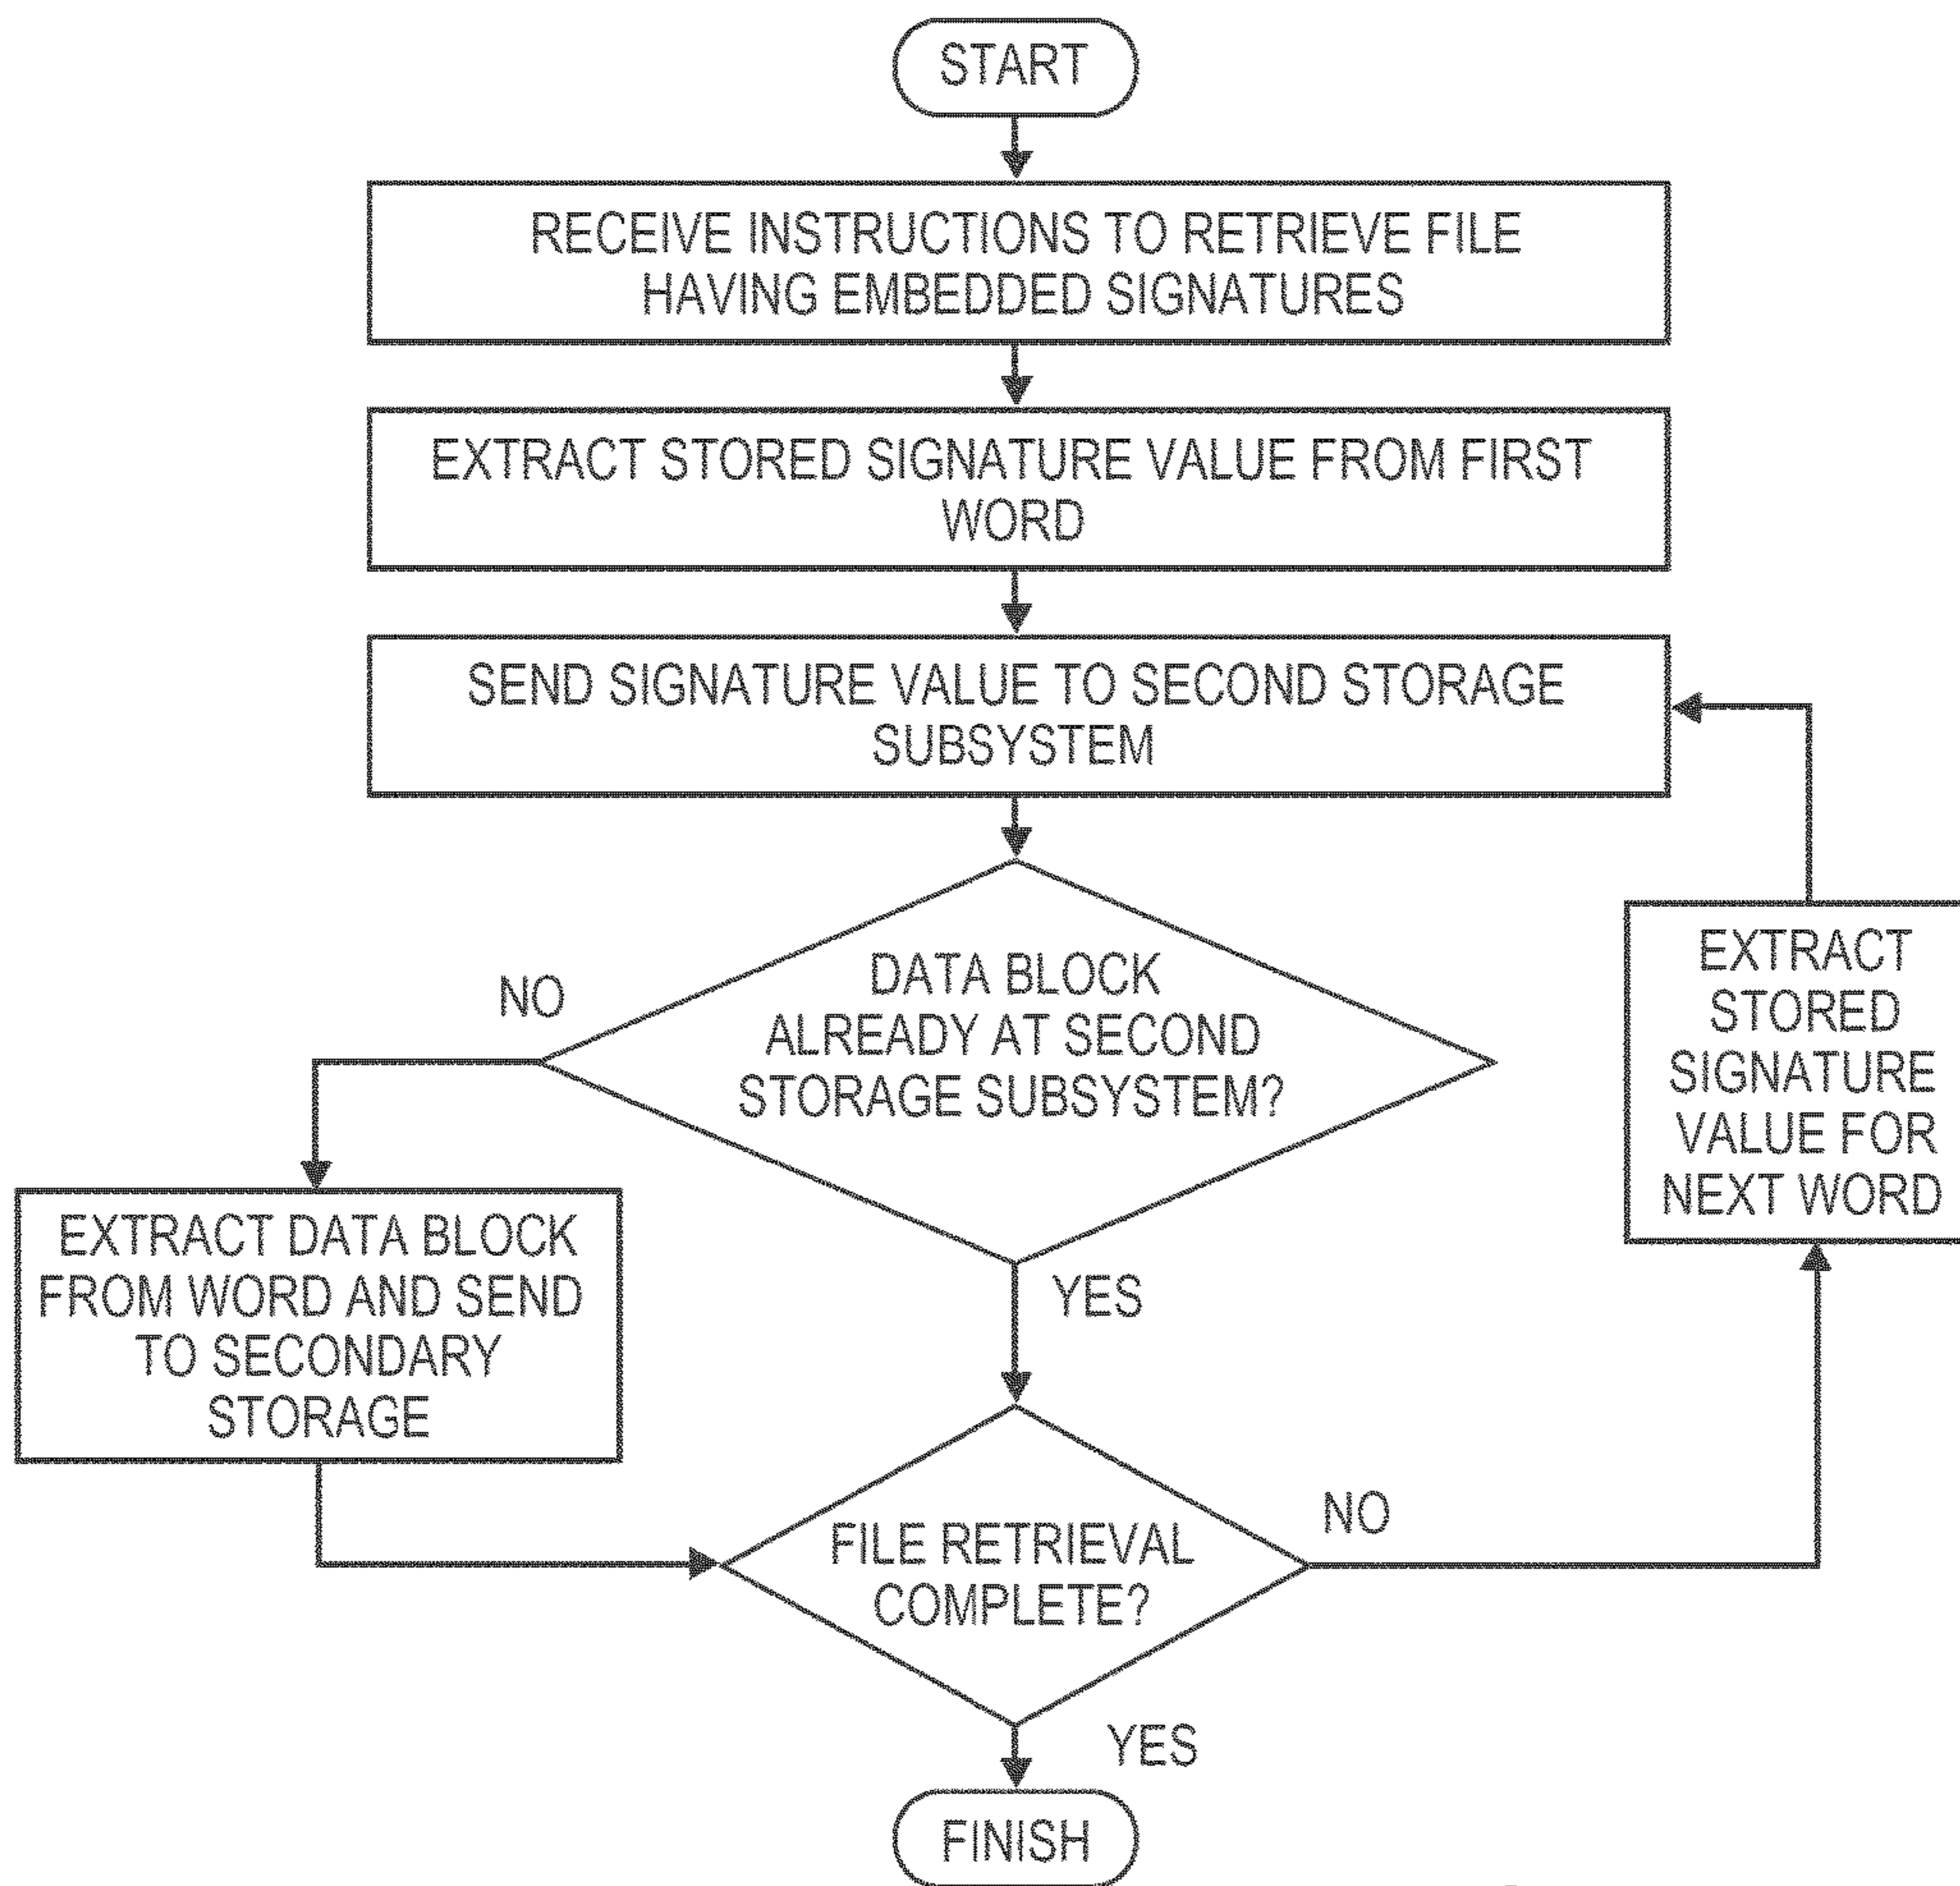 START
RECEIVE INSTRUCTIONS TO RETRIEVE FILE
HAVING EMBEDDED SIGNATURES
EXTRACT STORED SIGNATURE VALUE FROM FIRST
WORD
SEND SIGNATURE VALUE TO SECOND STORAGE
SUBSYSTEM
DATA BLOCK
ALREADY AT SECOND
STORAGE SUBSYSTEM?
NO
YES
EXTRACT DATA BLOCK
FROM WORD AND SEND
TO SECONDARY
STORAGE
FILE RETRIEVAL
COMPLETE?
NO
EXTRACT
STORED
SIGNATURE
VALUE FOR
NEXT WORD
YES
FINISH